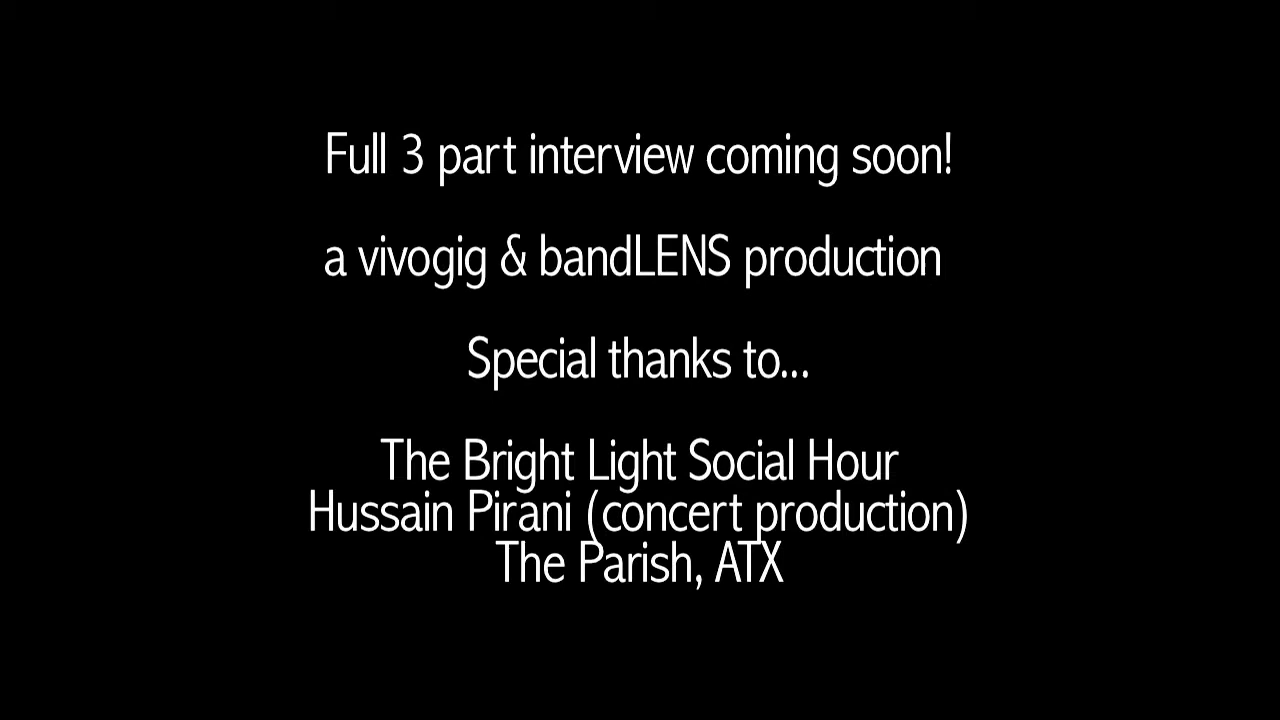 Full 3 part interview coming soon!
a vivogig & bandLENS production
Special thanks to...
The Bright Light Social Hour
Hussain Pirani (concert production)
The Parish, ATX